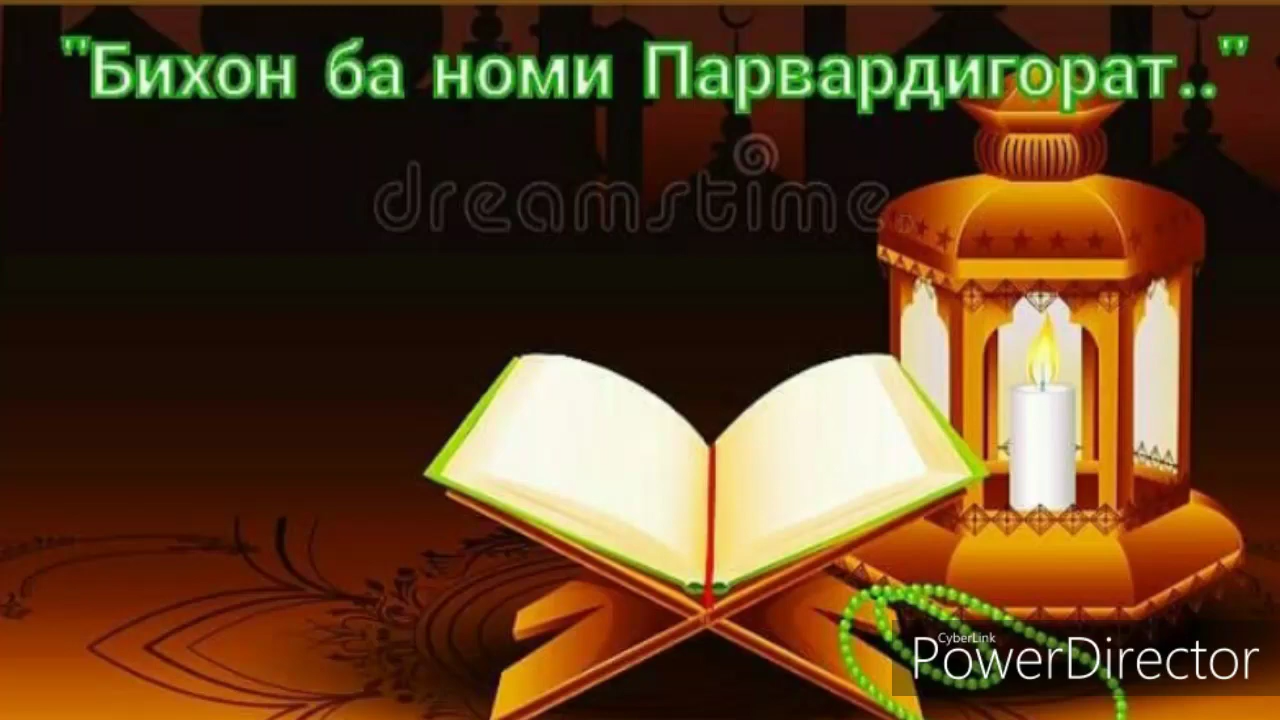 "Бихон ба номи Парвардигорат.."
dreamstime
CyberLink
PowerDirector